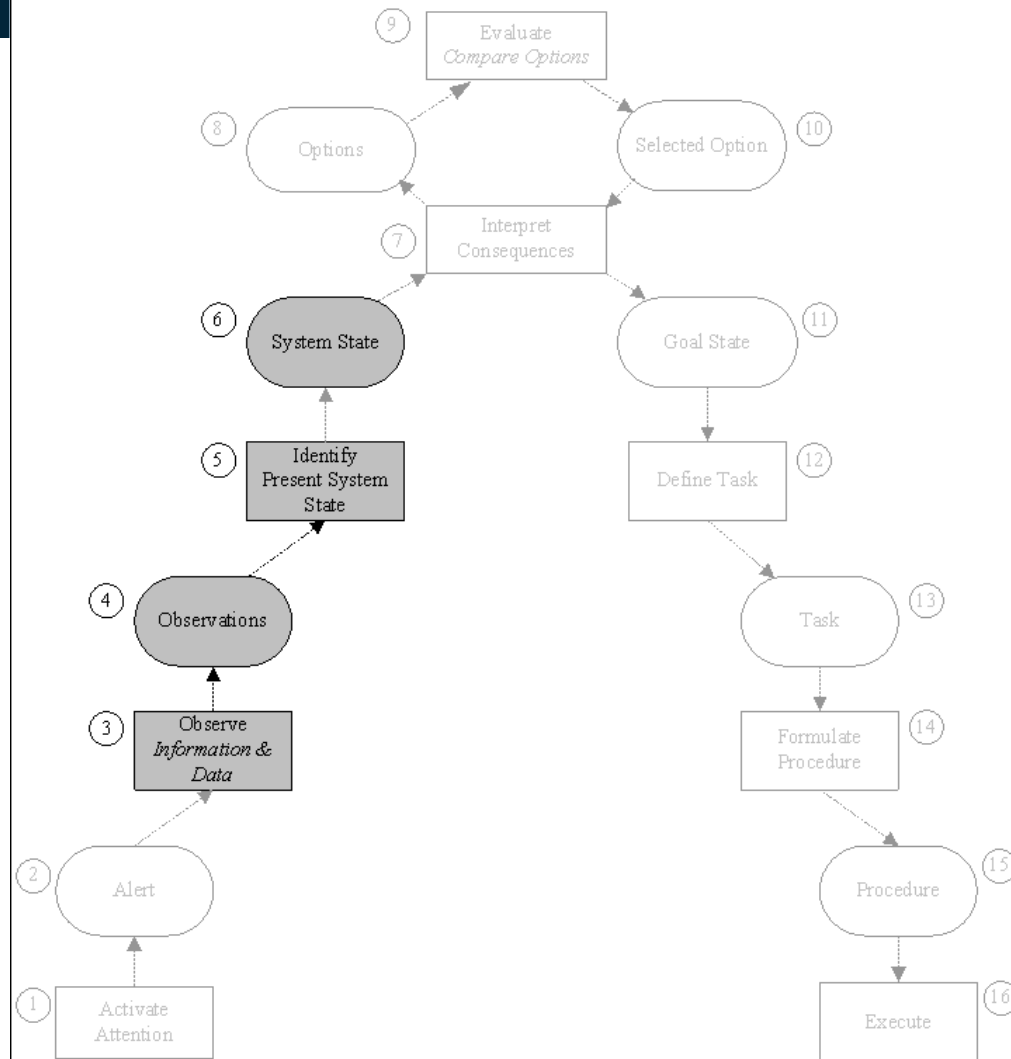 9
Evaluate
Compare Options
8
Options
Selected Option
10
7
Interpret
Consequences
6
System State
Goal State
11
5
Identify
Present System
State
Define Task
12
4
Observations
Task
13
3
Observe
Information &
Data
Formulate
Procedure
14
2
Alert
Procedure
15
1
Activate
Attention
Execute
16